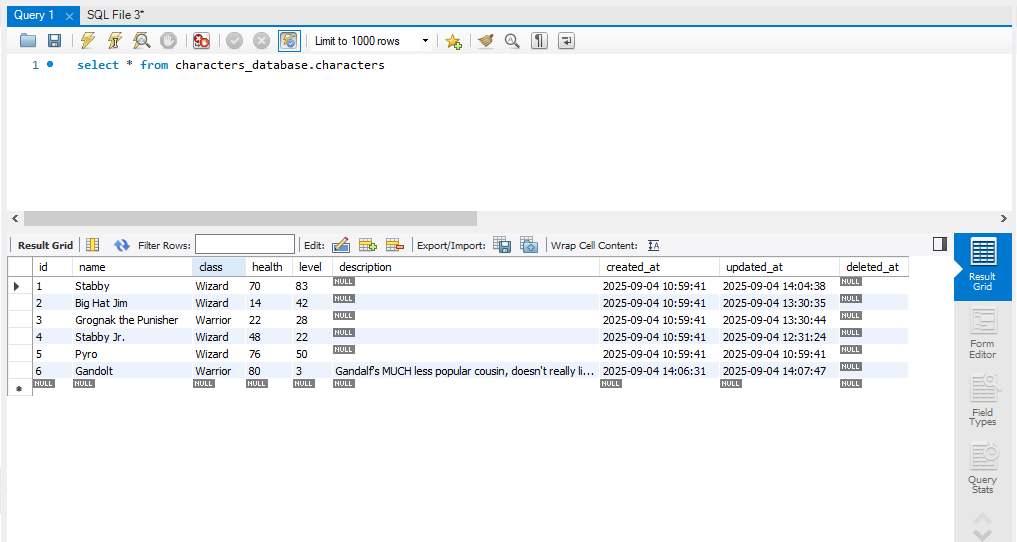 Query 1 × SQL File 3*
Limit to 1000 rows
1 select * from characters_database.characters
Result Grid Filter Rows: Edit: Export/Import: Wrap Cell Content: IA
id name class health level description created_at updated_at deleted_at
1 Stabby Wizard 70 83 NULL 2025-09-04 10:59:41 2025-09-04 14:04:38 NULL
2 Big Hat Jim Wizard 14 42 NULL 2025-09-04 10:59:41 2025-09-04 13:30:35 NULL
3 Grognak the Punisher Warrior 22 28 NULL 2025-09-04 10:59:41 2025-09-04 13:30:44 NULL
4 Stabby Jr. Wizard 48 22 NULL 2025-09-04 10:59:41 2025-09-04 12:31:24 NULL
5 Pyro Wizard 76 50 NULL 2025-09-04 10:59:41 2025-09-04 10:59:41 NULL
6 Gandolt Warrior 80 3 Gandalf's MUCH less popular cousin, doesn't really li... 2025-09-04 14:06:31 2025-09-04 14:07:47 NULL
NULL NULL NULL NULL NULL NULL NULL NULL NULL
Result
Grid
Form
Editor
Field
Types
Query
Stats